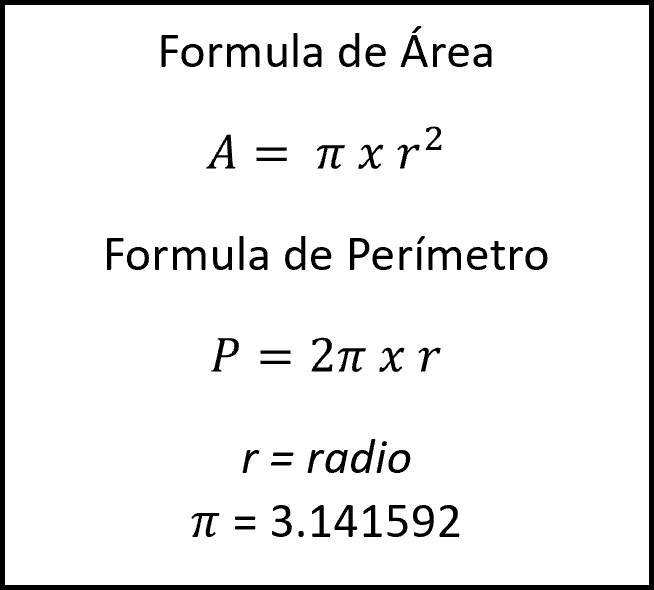 Formula de Área
A = π x r²
Formula de Perímetro
P = 2π x r
r = radio
π = 3.141592